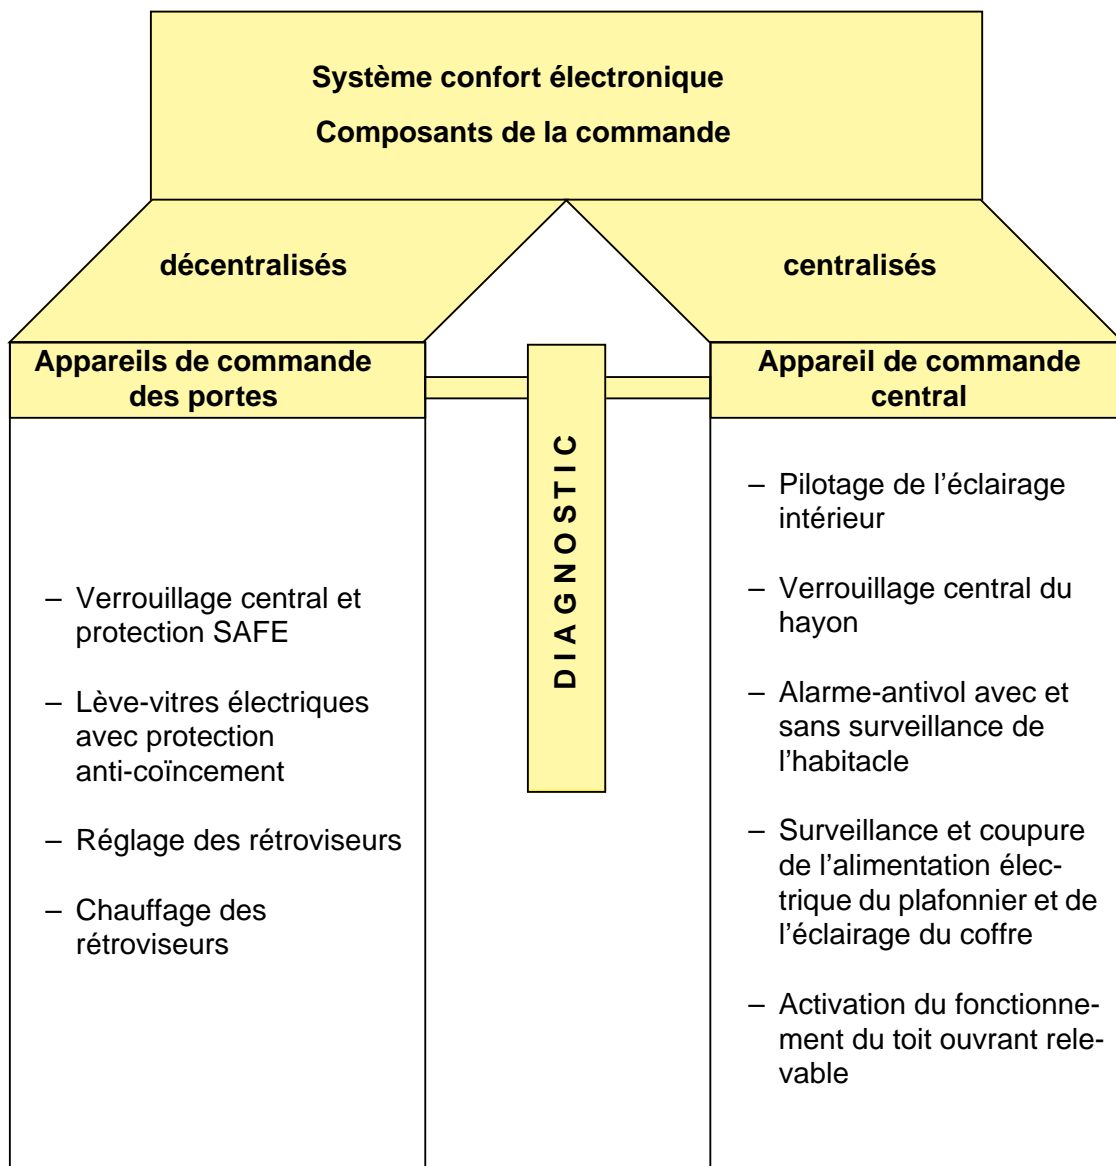 Système confort électronique
Composants de la commande
décentralisés
centralisés
Appareils de commande
des portes
– Verrouillage central et
protection SAFE
– Lève-vitres électriques
avec protection
anti-coïncement
– Réglage des rétroviseurs
– Chauffage des
rétroviseurs
DIAGNOSTIC
Appareil de commande
central
– Pilotage de l’éclairage
intérieur
– Verrouillage central du
hayon
– Alarme-antivol avec et
sans surveillance de
l’habitacle
– Surveillance et coupure
de l’alimentation élec-
trique du plafonnier et de
l’éclairage du coffre
– Activation du fonctionne-
ment du toit ouvrant rele-
vable